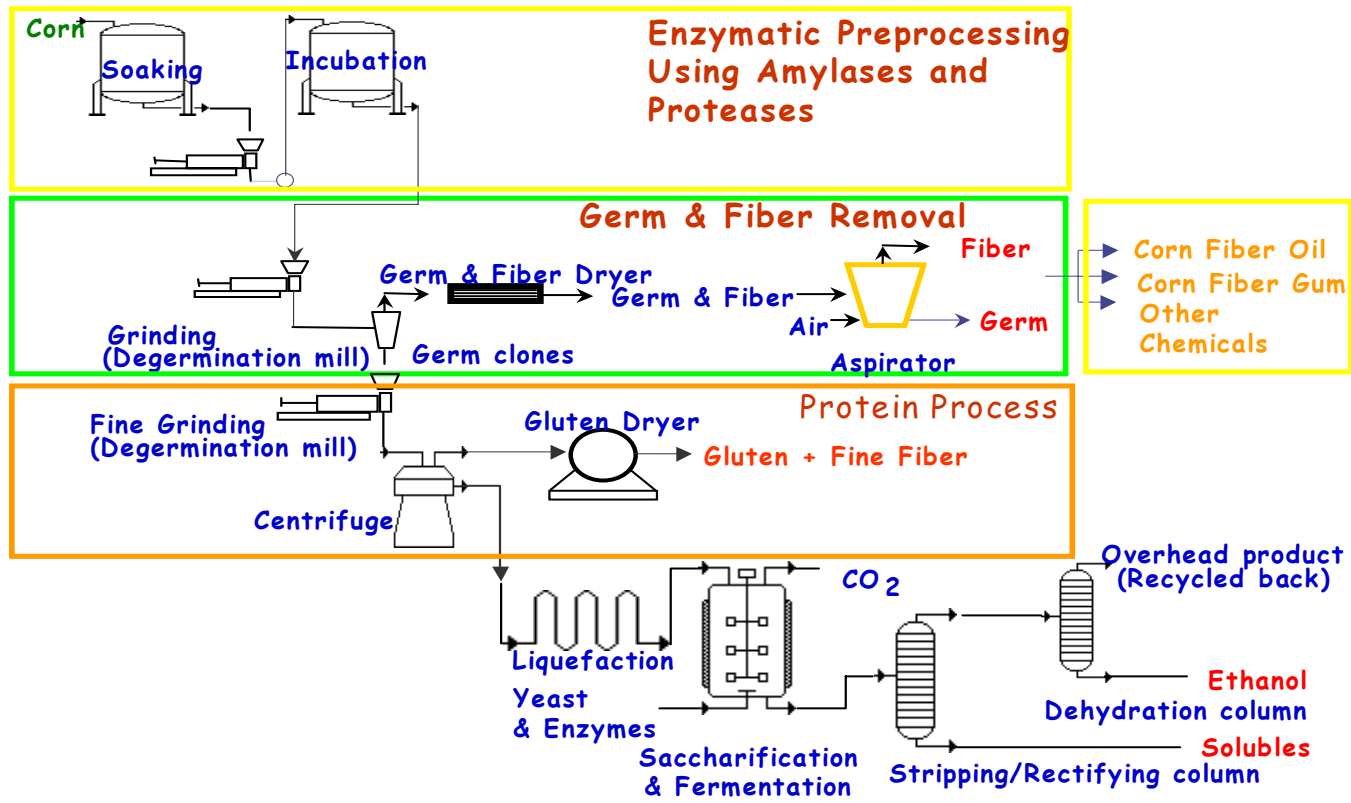 Corn
Soaking
Incubation
Enzymatic Preprocessing
Using Amylases and
Proteases
Germ & Fiber Removal
Fiber
Germ & Fiber Dryer
Germ & Fiber
Air
Germ
Grinding
(Degermination mill)
Germ clones
Aspirator
Corn Fiber Oil
Corn Fiber Gum
Other
Chemicals
Protein Process
Fine Grinding
(Degermination mill)
Gluten Dryer
Gluten + Fine Fiber
Centrifuge
Overhead product
(Recycled back)
CO2
Liquefaction
Yeast
& Enzymes
Saccharification
& Fermentation
Ethanol
Dehydration column
Solubles
Stripping/Rectifying column